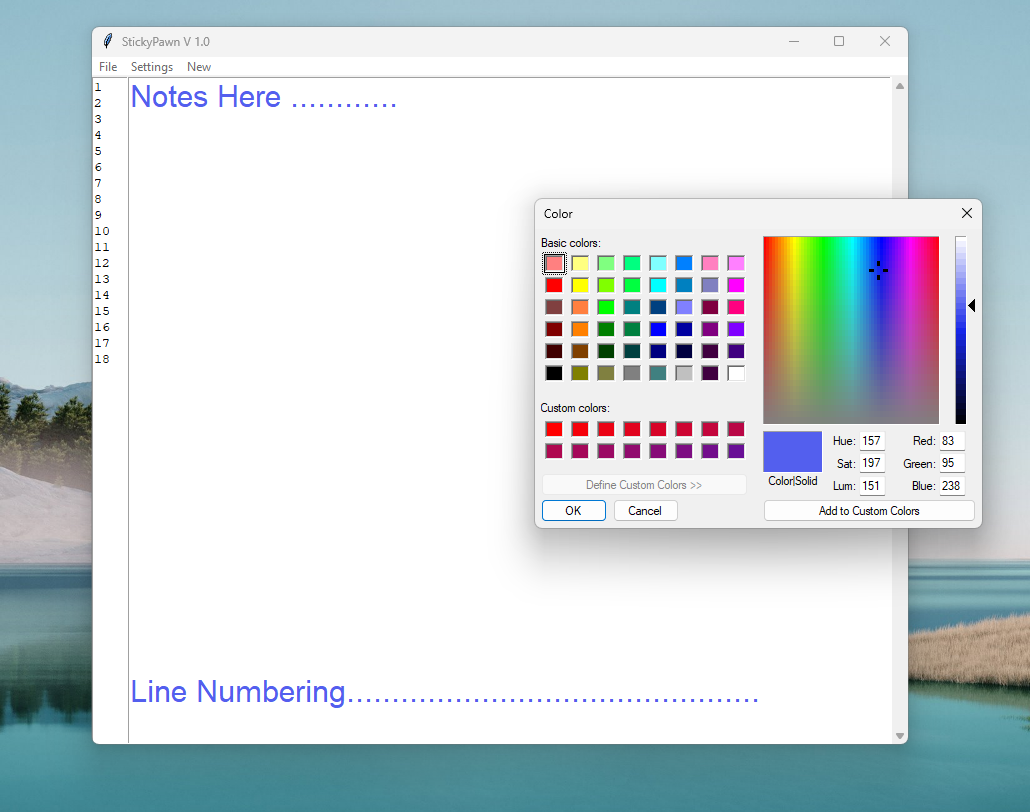 StickyPawn V 1.0
File Settings New
1
2
3
4
5
6
7
8
9
10
11
12
13
14
15
16
17
18
Notes Here ............
Line Numbering..............................................
Color
Basic colors:
Custom colors:
Define Custom Colors >>
OK
Cancel
Color|Solid
Hue: 157
Sat: 197
Lum: 151
Red: 83
Green: 95
Blue: 238
Add to Custom Colors